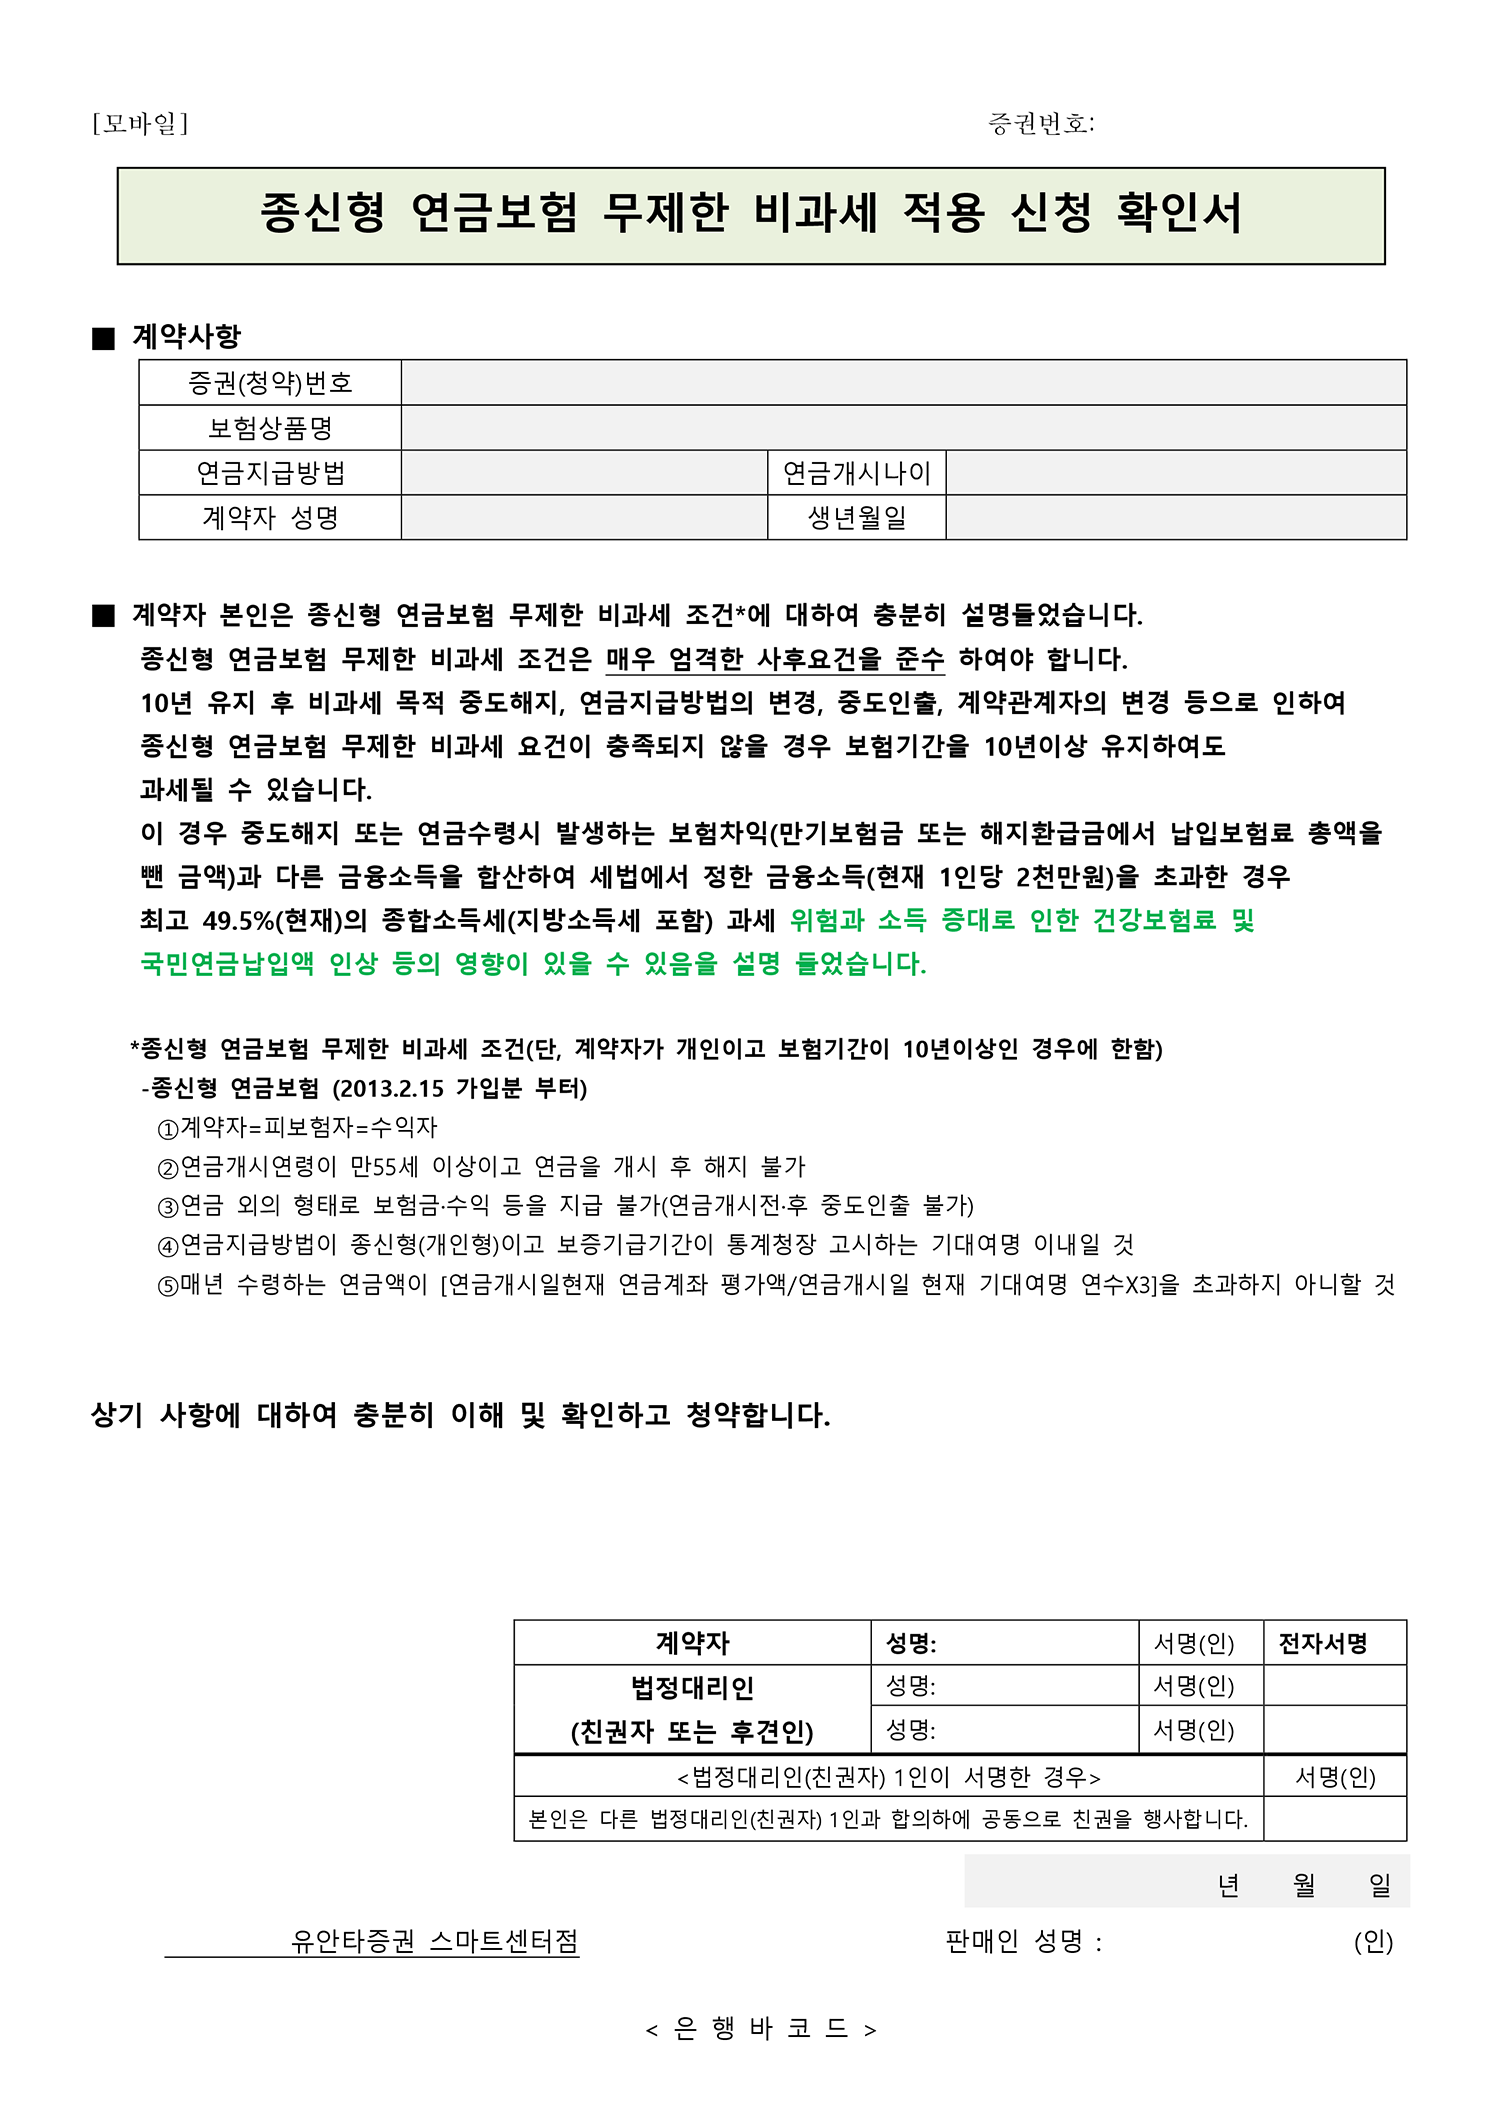 [모바일] 증권번호:
종신형 연금보험 무제한 비과세 적용 신청 확인서
■ 계약사항
증권(청약)번호
보험상품명
연금지급방법 연금개시나이
계약자 성명 생년월일
■ 계약자 본인은 종신형 연금보험 무제한 비과세 조건*에 대하여 충분히 설명들었습니다.
종신형 연금보험 무제한 비과세 조건은 매우 엄격한 사후요건을 준수 하여야 합니다.
10년 유지 후 비과세 목적 중도해지, 연금지급방법의 변경, 중도인출, 계약관계자의 변경 등으로 인하여
종신형 연금보험 무제한 비과세 요건이 충족되지 않을 경우 보험기간을 10년이상 유지하여도
과세될 수 있습니다.
이 경우 중도해지 또는 연금수령시 발생하는 보험차익(만기보험금 또는 해지환급금에서 납입보험료 총액을
뺀 금액)과 다른 금융소득을 합산하여 세법에서 정한 금융소득(현재 1인당 2천만원)을 초과한 경우
최고 49.5%(현재)의 종합소득세(지방소득세 포함) 과세 위험과 소득 증대로 인한 건강보험료 및
국민연금납입액 인상 등의 영향이 있을 수 있음을 설명 들었습니다.
*종신형 연금보험 무제한 비과세 조건(단, 계약자가 개인이고 보험기간이 10년이상인 경우에 한함)
-종신형 연금보험 (2013.2.15 가입분 부터)
①계약자=피보험자=수익자
②연금개시연령이 만55세 이상이고 연금을 개시 후 해지 불가
③연금 외의 형태로 보험금·수익 등을 지급 불가(연금개시전·후 중도인출 불가)
④연금지급방법이 종신형(개인형)이고 보증기급기간이 통계청장 고시하는 기대여명 이내일 것
⑤매년 수령하는 연금액이 [연금개시일현재 연금계좌 평가액/연금개시일 현재 기대여명 연수X3]을 초과하지 아니할 것
상기 사항에 대하여 충분히 이해 및 확인하고 청약합니다.
계약자 성명: 서명(인) 전자서명
법정대리인 성명: 서명(인)
(친권자 또는 후견인) 성명: 서명(인)
<법정대리인(친권자) 1인이 서명한 경우> 서명(인)
본인은 다른 법정대리인(친권자) 1인과 합의하에 공동으로 친권을 행사합니다.
년 월 일
유안타증권 스마트센터점 판매인 성명 : (인)
< 은 행 바 코 드 >